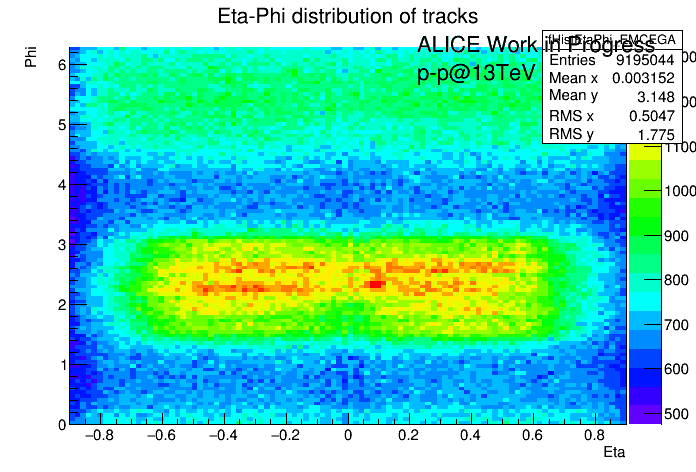 Eta-Phi distribution of tracks
ALICE Work in Progress
p-p@13TeV
EMCEGA
Entries 9195044
Mean x 0.003152
Mean y 3.148
RMS x 0.5047
RMS y 1.775
Phi
6
5
4
3
2
1
0
−0.8 −0.6 −0.4 −0.2 0 0.2 0.4 0.6 0.8
Eta
1100
1000
900
800
700
600
500